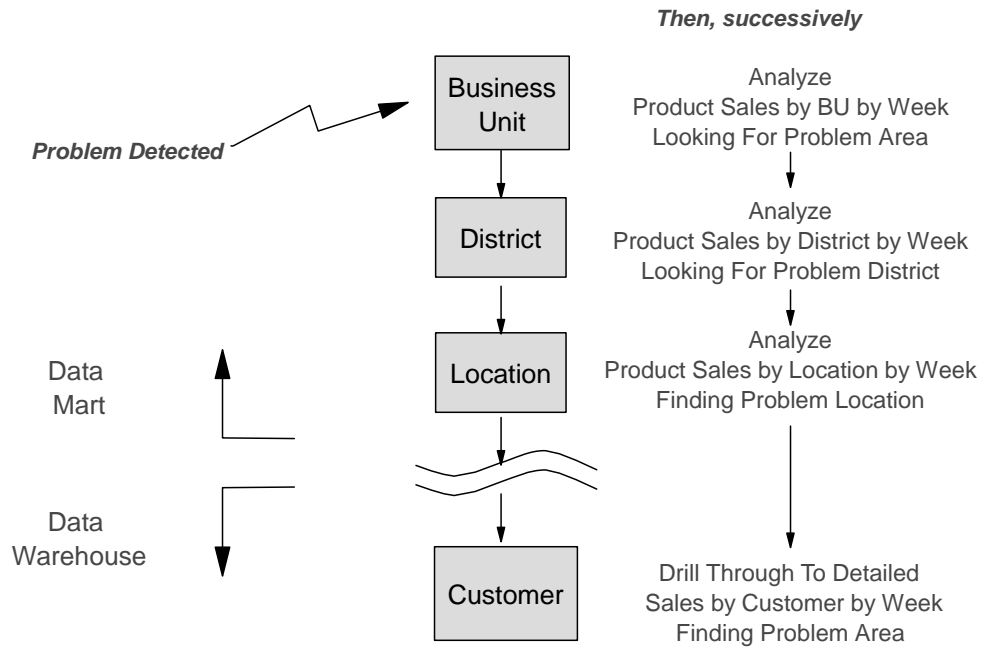 Then, successively
Business
Unit
Analyze
Product Sales by BU by Week
Looking For Problem Area
Problem Detected
District
Analyze
Product Sales by District by Week
Looking For Problem District
Location
Analyze
Product Sales by Location by Week
Finding Problem Location
Data
Mart
Data
Warehouse
Customer
Drill Through To Detailed
Sales by Customer by Week
Finding Problem Area